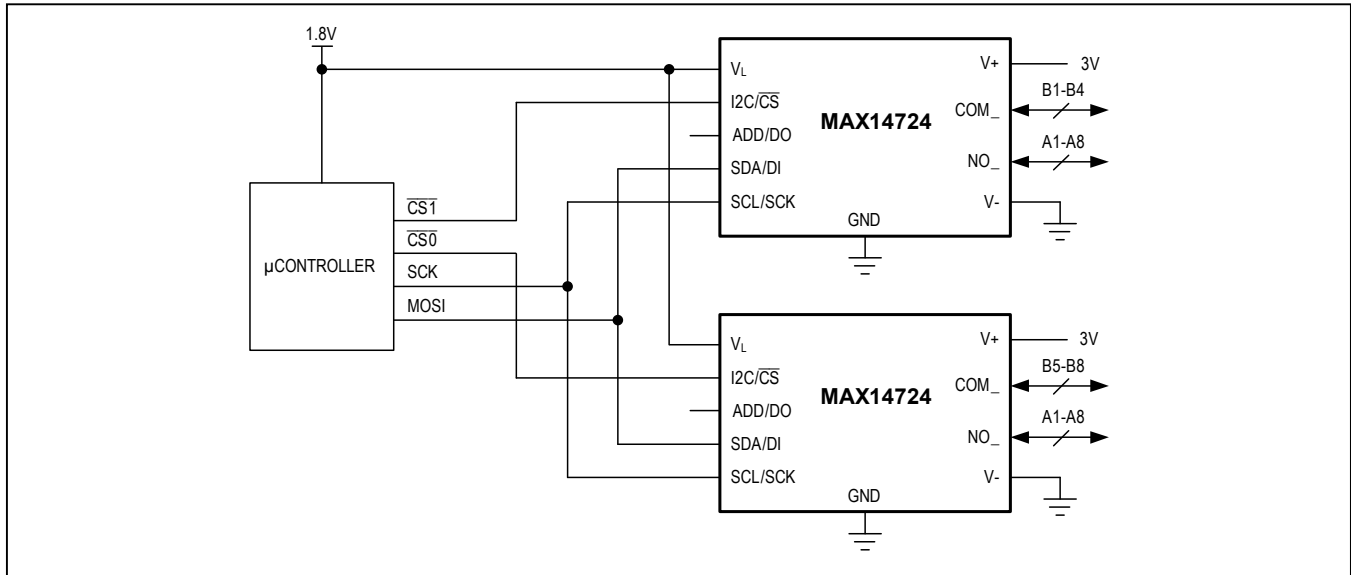 1.8V
µCONTROLLER
CS1
CS0
SCK
MOSI
VL
I2C/CS
ADD/DO
SDA/DI
SCL/SCK
MAX14724
GND
V+
COM_
NO_
V-
3V
B1-B4
A1-A8
VL
I2C/CS
ADD/DO
SDA/DI
SCL/SCK
MAX14724
GND
V+
COM_
NO_
V-
3V
B5-B8
A1-A8